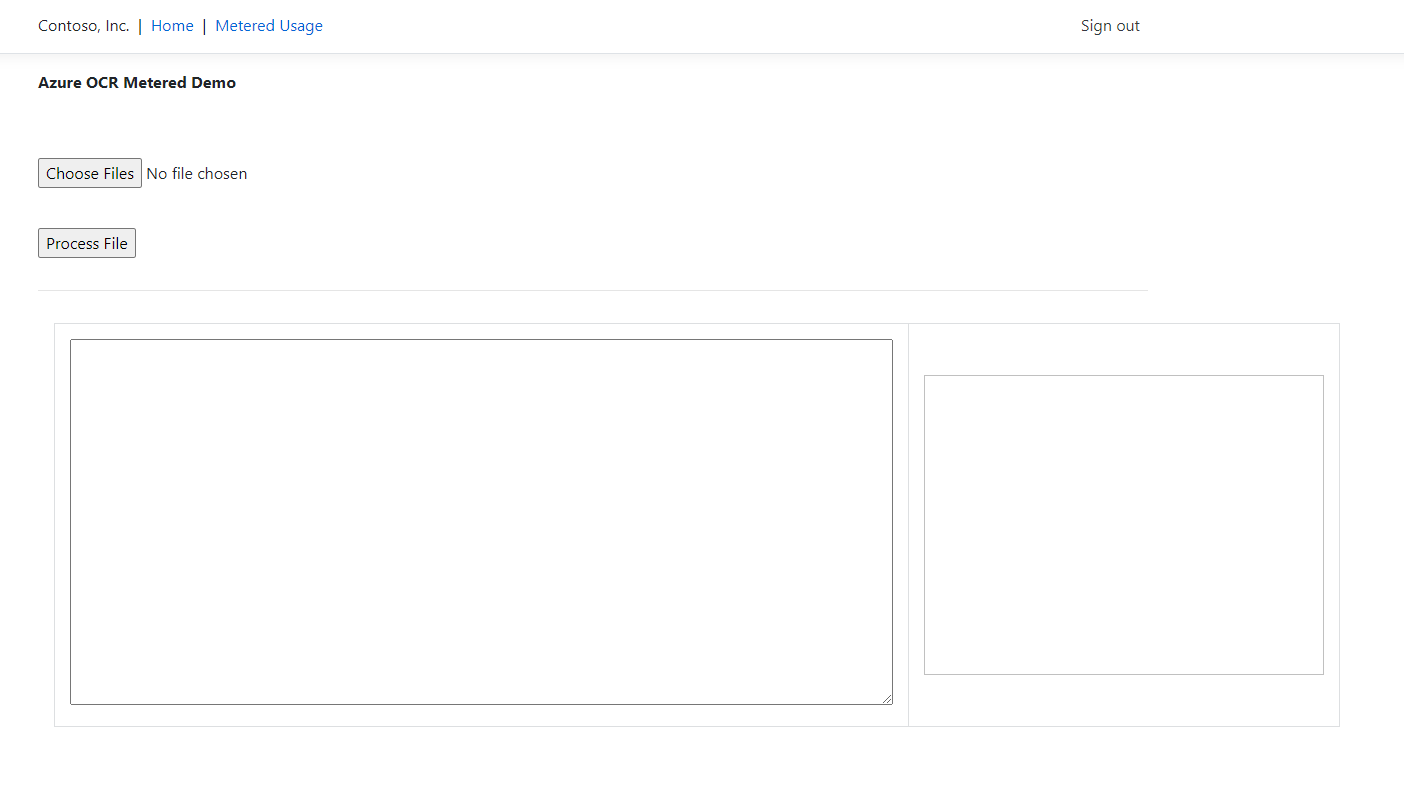 Contoso, Inc. | Home | Metered Usage Sign out
Azure OCR Metered Demo
Choose Files No file chosen
Process File